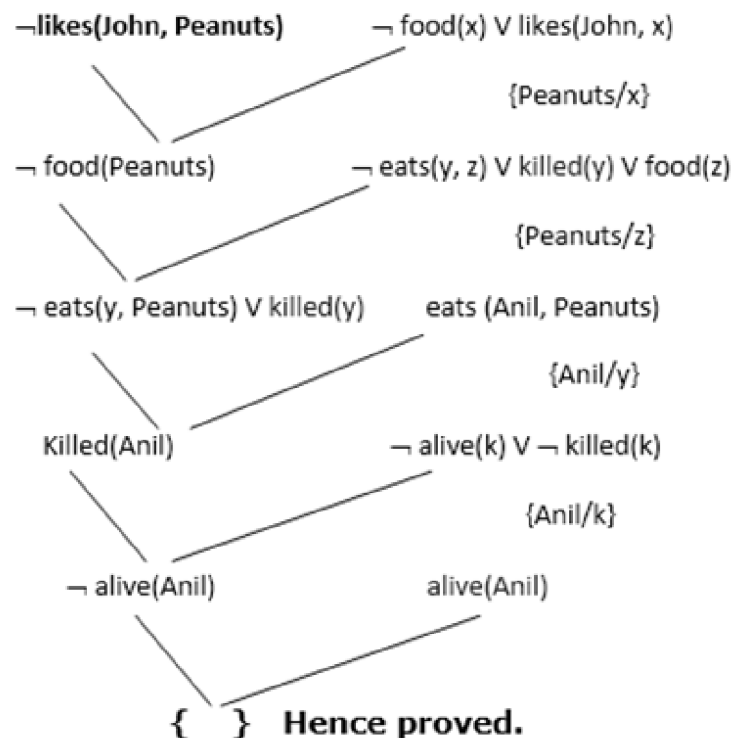 ¬likes(John, Peanuts) ¬ food(x) V likes(John, x)
{Peanuts/x}
¬ food(Peanuts) ¬ eats(y, z) V killed(y) V food(z)
{Peanuts/z}
¬ eats(y, Peanuts) V killed(y) eats (Anil, Peanuts)
{Anil/y}
Killed(Anil) ¬ alive(k) V ¬ killed(k)
{Anil/k}
¬ alive(Anil) alive(Anil)
{ } Hence proved.